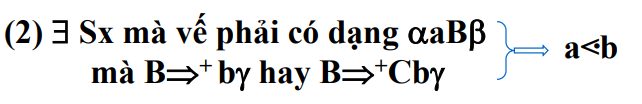 (2) ∃ Sx mà vế phải có dạng αaBβ
mà B⇒⁺ bγ hay B⇒⁺Cbγ
a⋖b